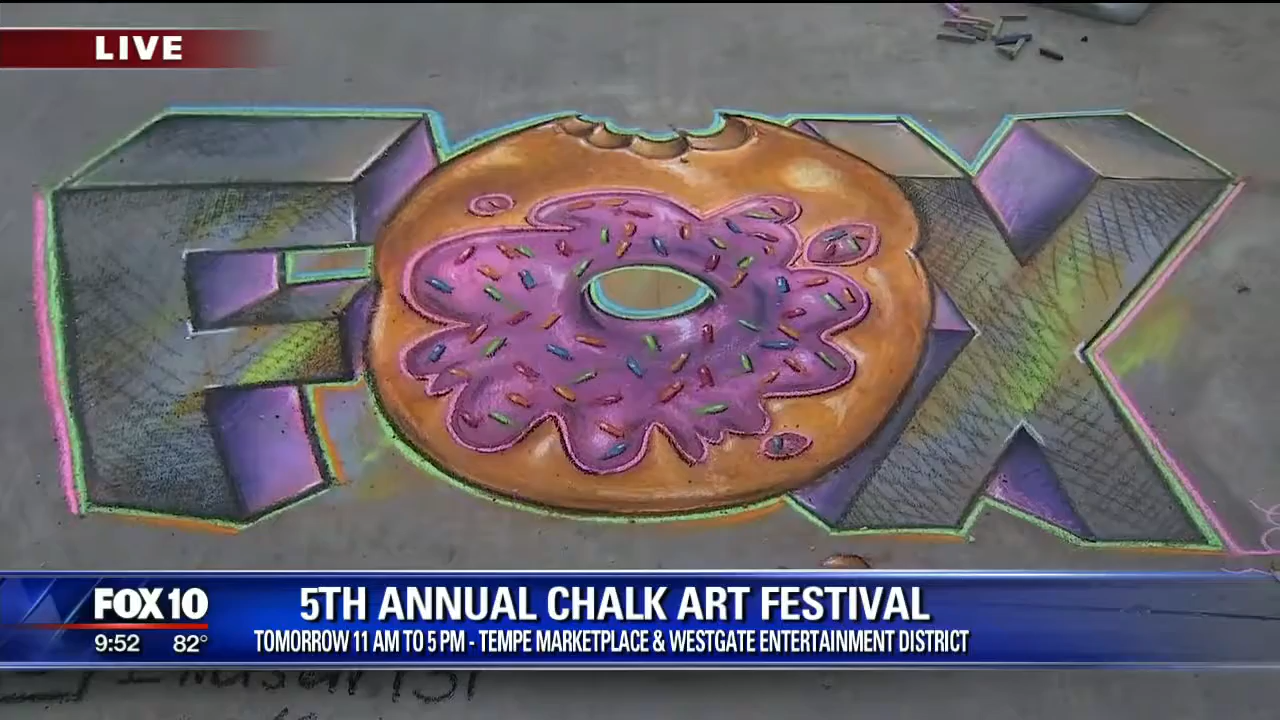 LIVE
FOX
FOX 10
5TH ANNUAL CHALK ART FESTIVAL
9:52 82°
TOMORROW 11 AM TO 5 PM - TEMPE MARKETPLACE & WESTGATE ENTERTAINMENT DISTRICT